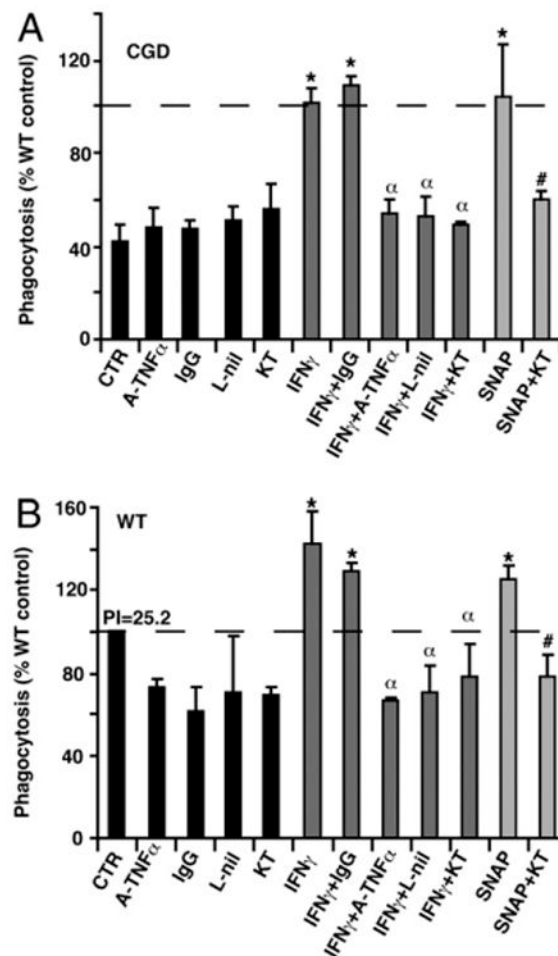 A
CGD
Phagocytosis (% WT control)
120
80
40
0
* * *
α α α #
CTR
A-TNFα
IgG
L-nil
KT
IFNγ
IFNγ+IgG
IFNγ+A-TNFα
IFNγ+L-nil
IFNγ+KT
SNAP
SNAP+KT
B
WT
Phagocytosis (% WT control)
160
120
80
40
0
PI=25.2
* * *
α α α #
CTR
A-TNFα
IgG
L-nil
KT
IFNγ
IFNγ+IgG
IFNγ+A-TNFα
IFNγ+L-nil
IFNγ+KT
SNAP
SNAP+KT